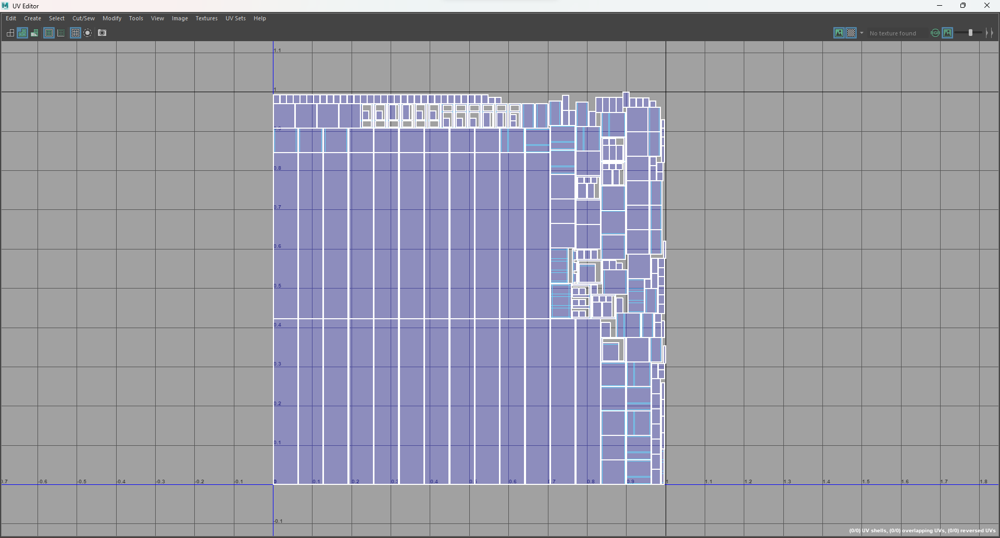 UV Editor
Edit Create Select Cut/Sew Modify Tools View Image Textures UV Sets Help
No texture found RGB
1.1
1
0.8
0.7
0.6
0.5
0.4
0.3
0.2
0.1
-0.6 -0.5 -0.4 -0.3 -0.2 -0.1 0 0.1 0.2 0.3 0.4 0.5 0.6 0.8 0.9 1 1.1 1.2 1.3 1.4 1.5 1.6 1.7 1.8
-0.1
(0/0) UV shells, (0/0) overlapping UVs, (0/0) reversed UVs